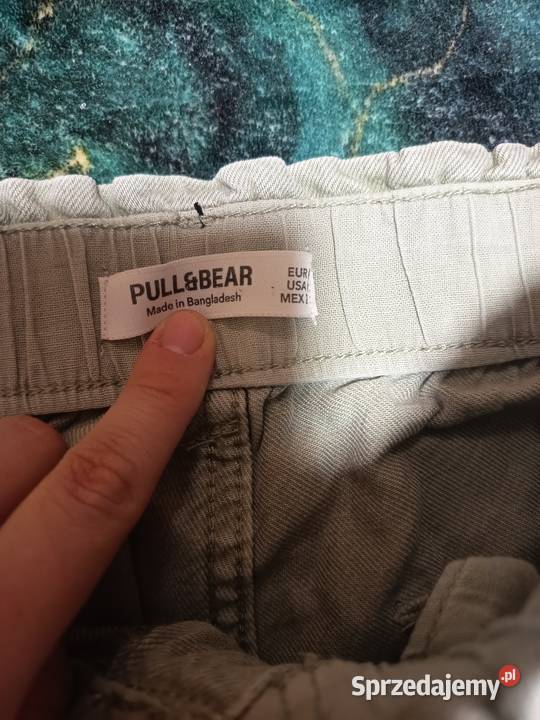 PULL&BEAR
Made in Bangladesh
EUR
USA
MEX
Sprzedajemy.pl